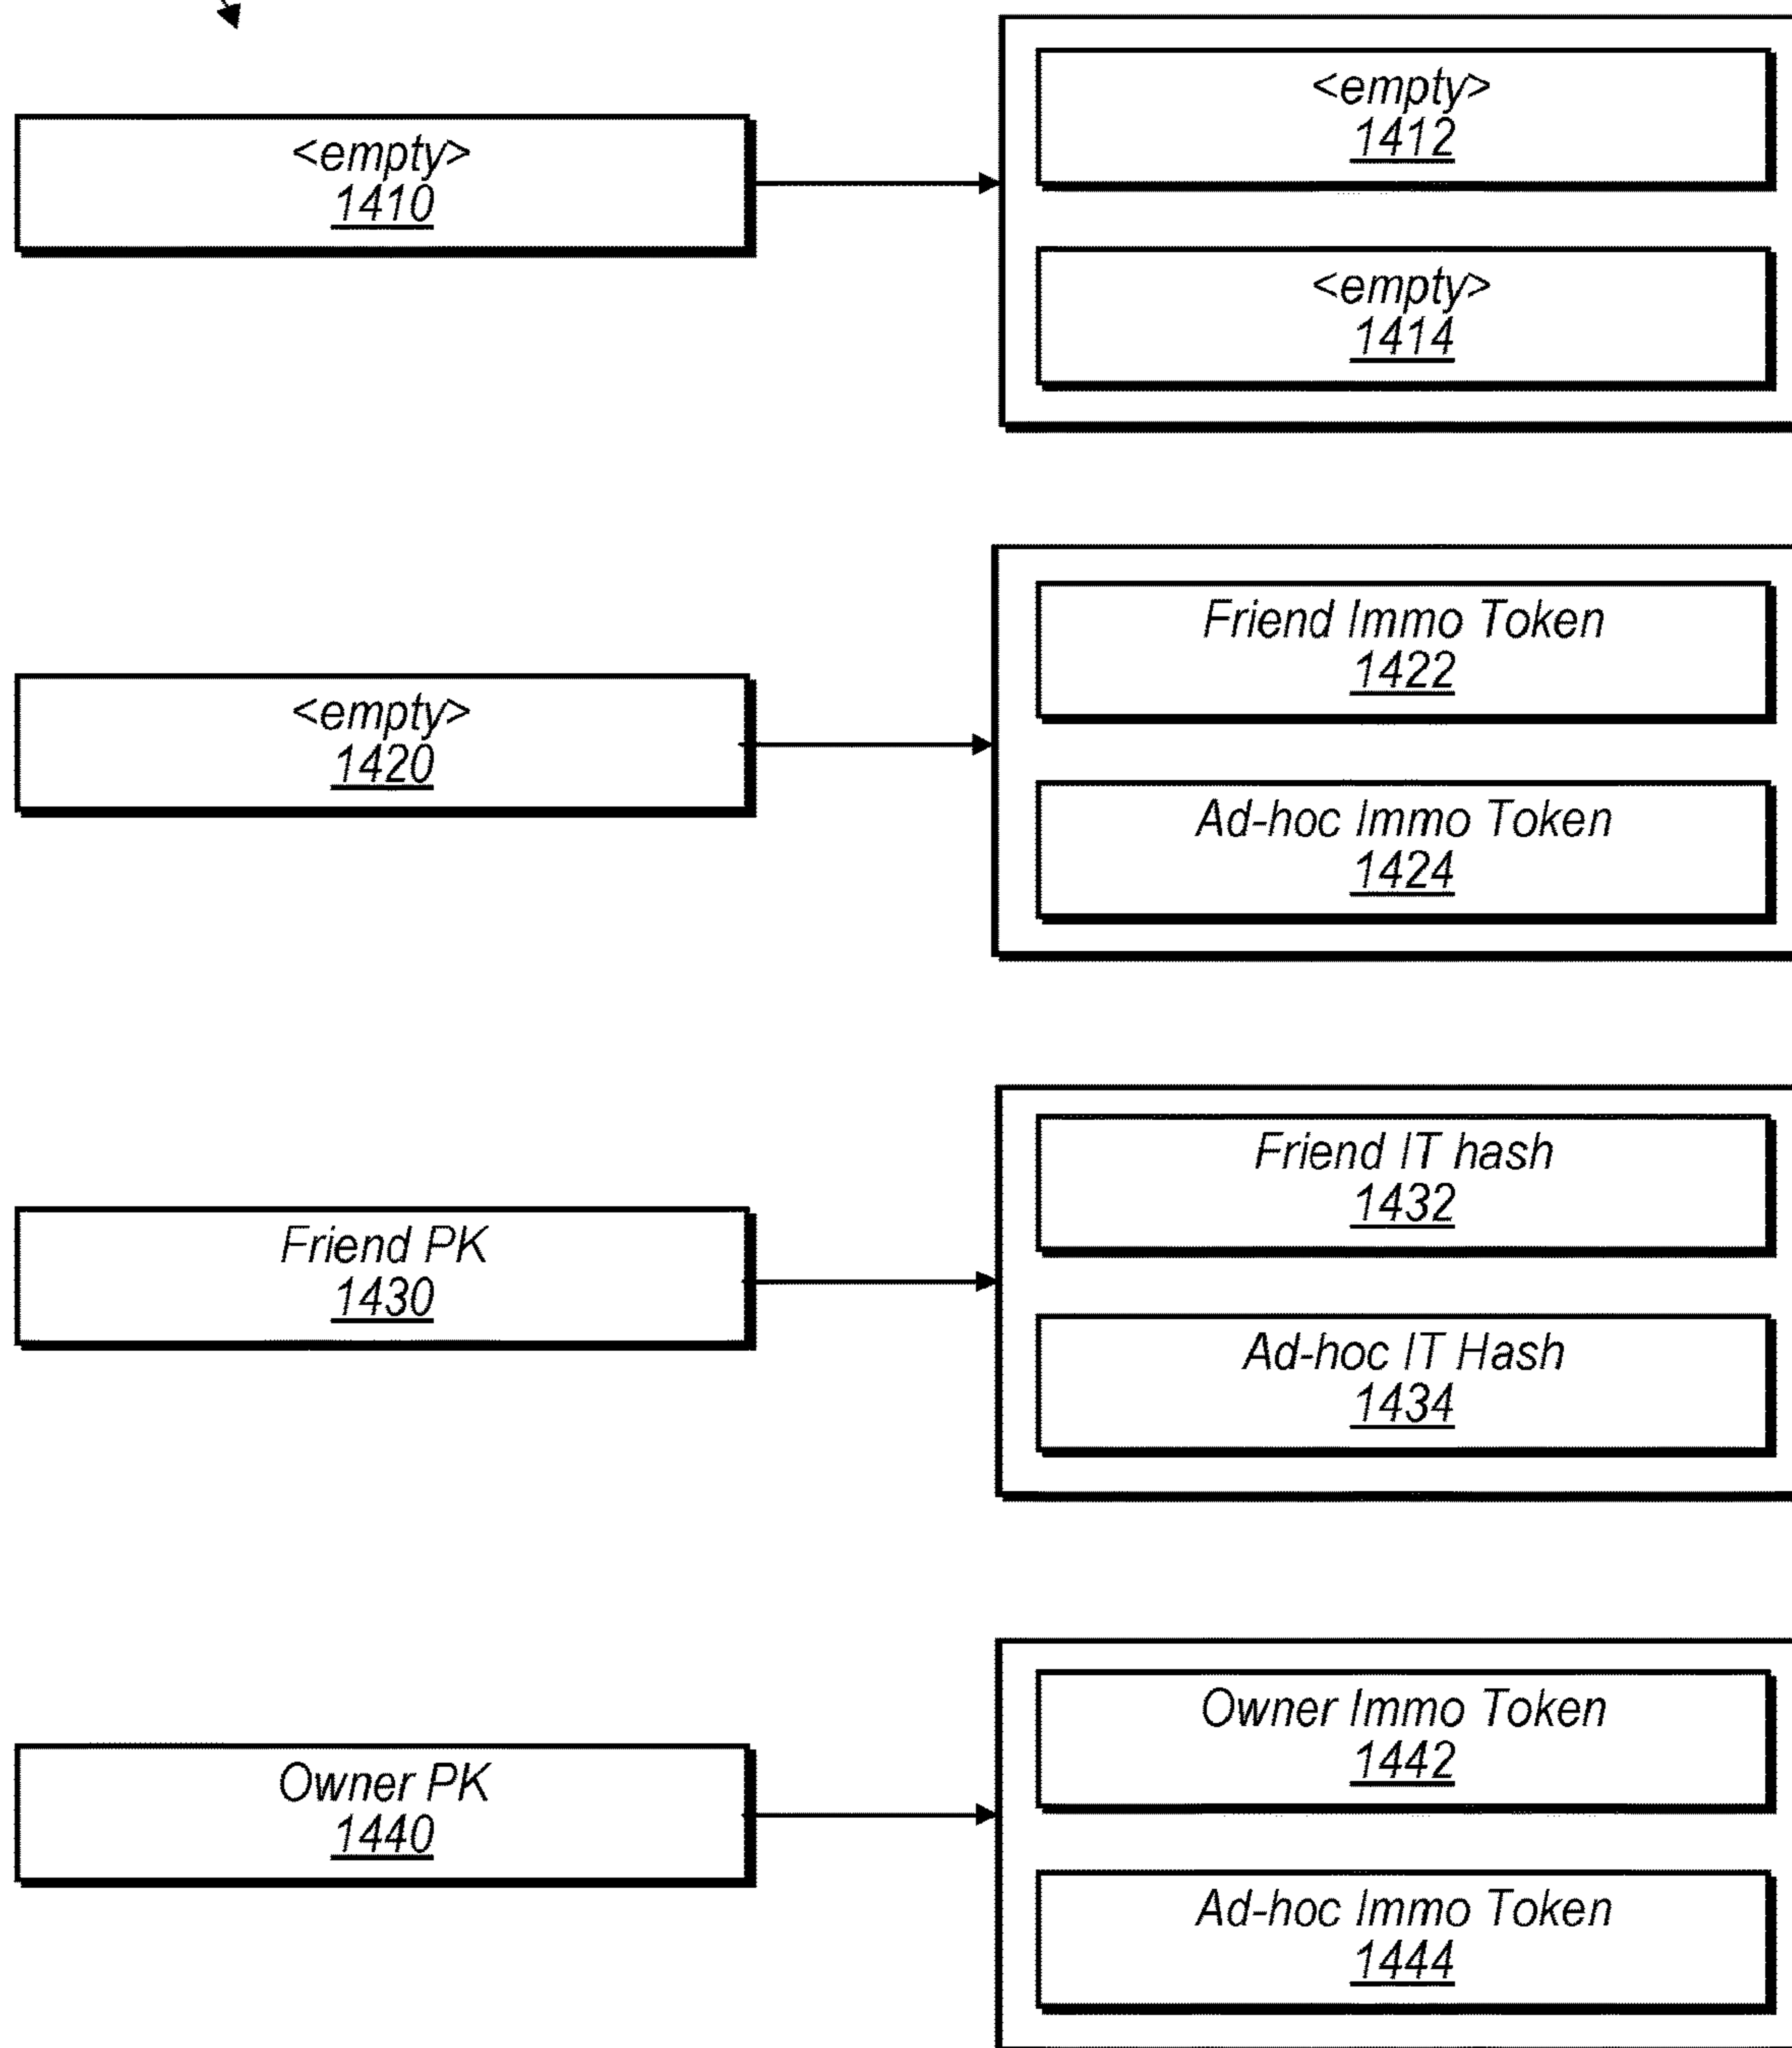 <empty>
1410
<empty>
1412
<empty>
1414
<empty>
1420
Friend Immo Token
1422
Ad-hoc Immo Token
1424
Friend PK
1430
Friend IT hash
1432
Ad-hoc IT Hash
1434
Owner PK
1440
Owner Immo Token
1442
Ad-hoc Immo Token
1444